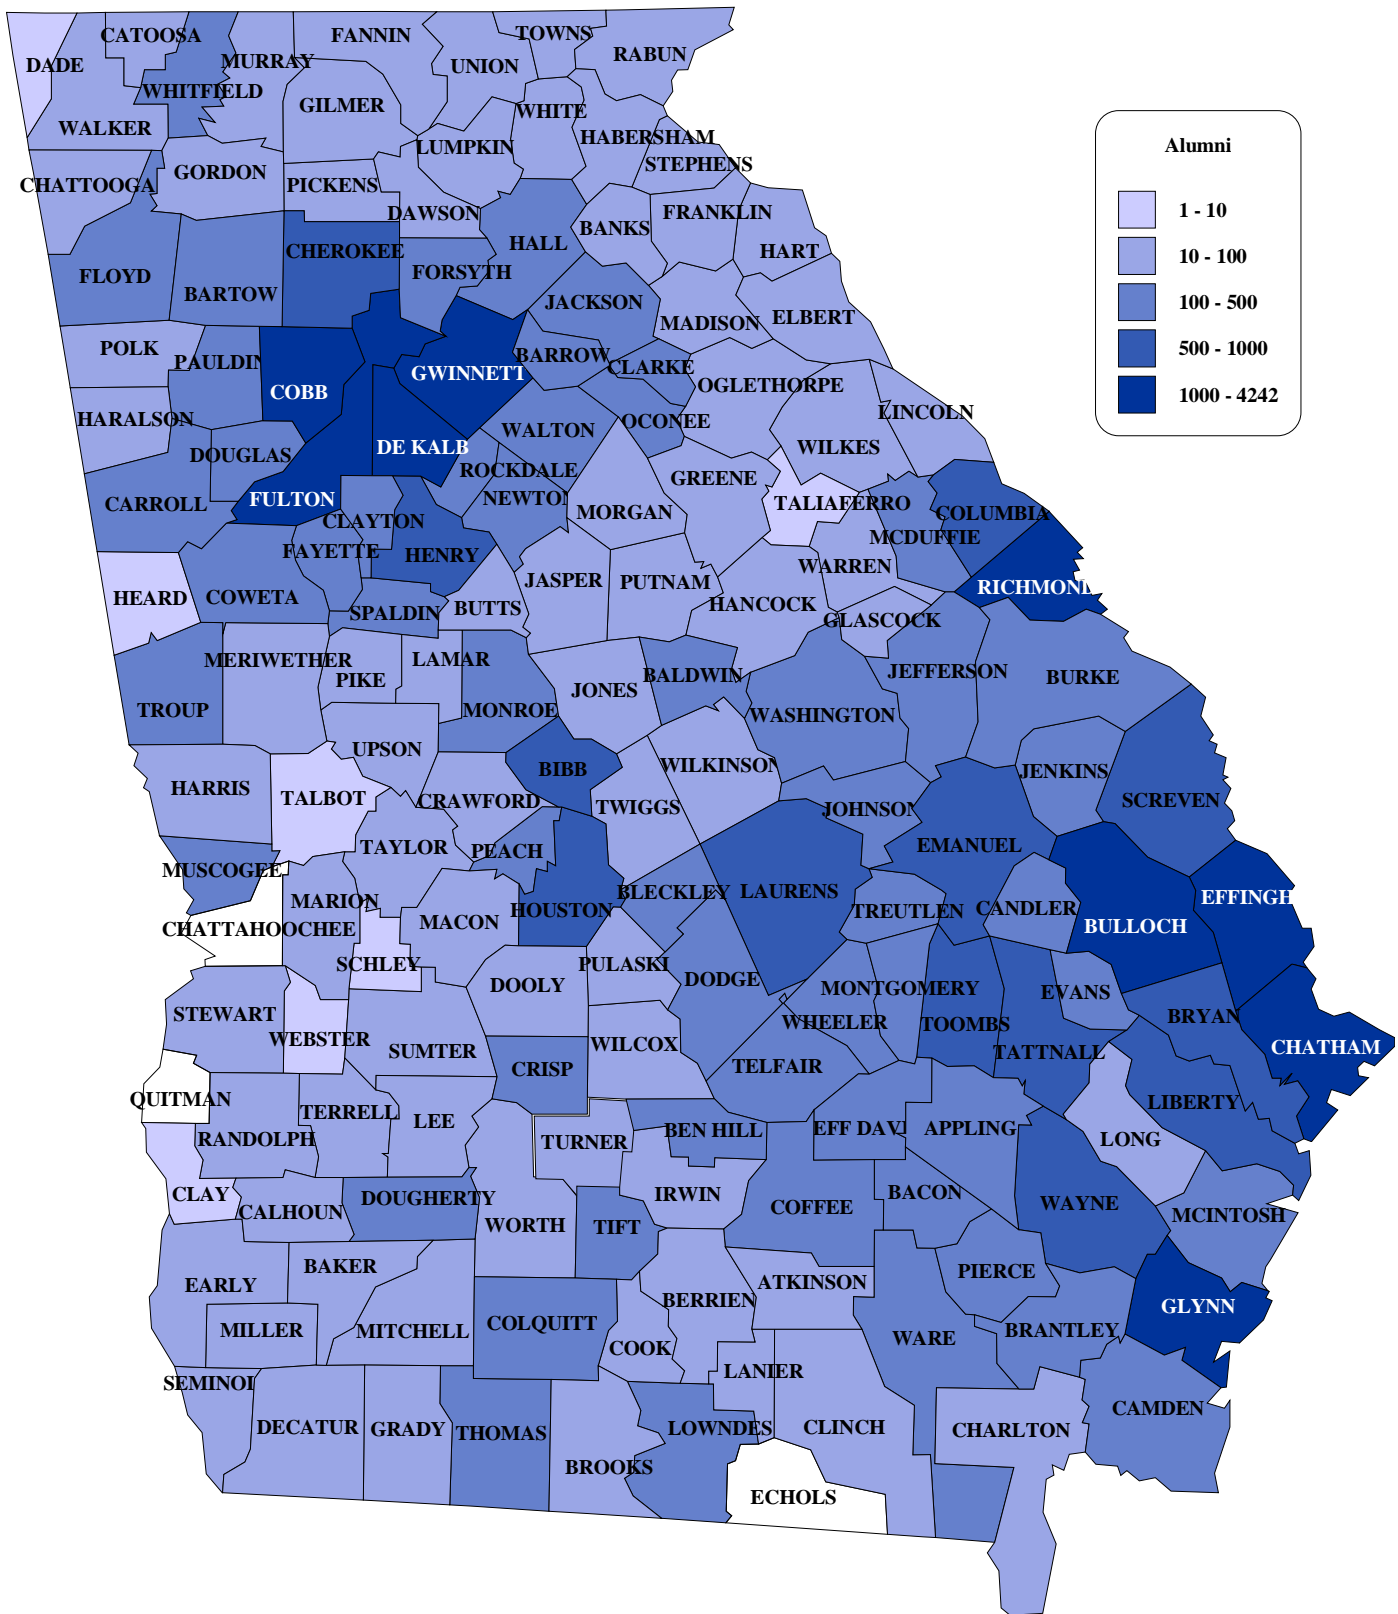 CATOOSA
FANNIN
TOWNS
DADE
MURRAY
UNION
RABUN
WHITFIELD
GILMER
WHITE
WALKER
HABERSHAM
LUMPKIN
STEPHENS
CHATTOOGA
GORDON
PICKENS
DAWSON
BANKS
FRANKLIN
HALL
HART
CHEROKEE
FLOYD
FORSYTH
BARTOW
JACKSON
MADISON
ELBERT
POLK
PAULDIN
BARROW
CLARKE
GWINNETT
COBB
OGLETHORPE
HARALSON
OCONEE
LINCOLN
WALTON
DE KALB
WILKES
DOUGLAS
ROCKDALE
GREENE
CARROLL
FULTON
NEWTON
TALIAFERRO
MORGAN
COLUMBIA
CLAYTON
MCDUFFIE
FAYETTE
HENRY
WARREN
JASPER
PUTNAM
RICHMOND
HEARD
COWETA
SPALDIN
BUTTS
HANCOCK
GLASCOCK
MERIWETHER
LAMAR
PIKE
JONES
BALDWIN
JEFFERSON
BURKE
TROUP
MONROE
WASHINGTON
UPSON
BIBB
WILKINSON
JENKINS
HARRIS
TALBOT
CRAWFORD
TWIGGS
JOHNSON
SCREVEN
TAYLOR
PEACH
EMANUEL
MUSCOGEE
BLECKLEY
LAURENS
MARION
HOUSTON
TREUTLEN
CANDLER
EFFINGH
CHATTAHOOCHEE
MACON
BULLOCH
SCHLEY
PULASKI
DOOLY
DODGE
MONTGOMERY
EVANS
STEWART
WEBSTER
WHEELER
TOOMBS
BRYAN
SUMTER
WILCOX
TATTNALL
CHATHAM
CRISP
TELFAIR
QUITMAN
TERRELL
LIBERTY
RANDOLPH
LEE
TURNER
BEN HILL
EFF DAVI
APPLING
LONG
CLAY
DOUGHERTY
IRWIN
BACON
WAYNE
CALHOUN
WORTH
TIFT
COFFEE
MCINTOSH
BAKER
EARLY
ATKINSON
PIERCE
BERRIEN
GLYNN
MILLER
MITCHELL
COLQUITT
WARE
BRANTLEY
COOK
LANIER
SEMINOL
CAMDEN
DECATUR
GRADY
THOMAS
LOWNDES
CLINCH
CHARLTON
BROOKS
ECHOLS
Alumni
1 - 10
10 - 100
100 - 500
500 - 1000
1000 - 4242